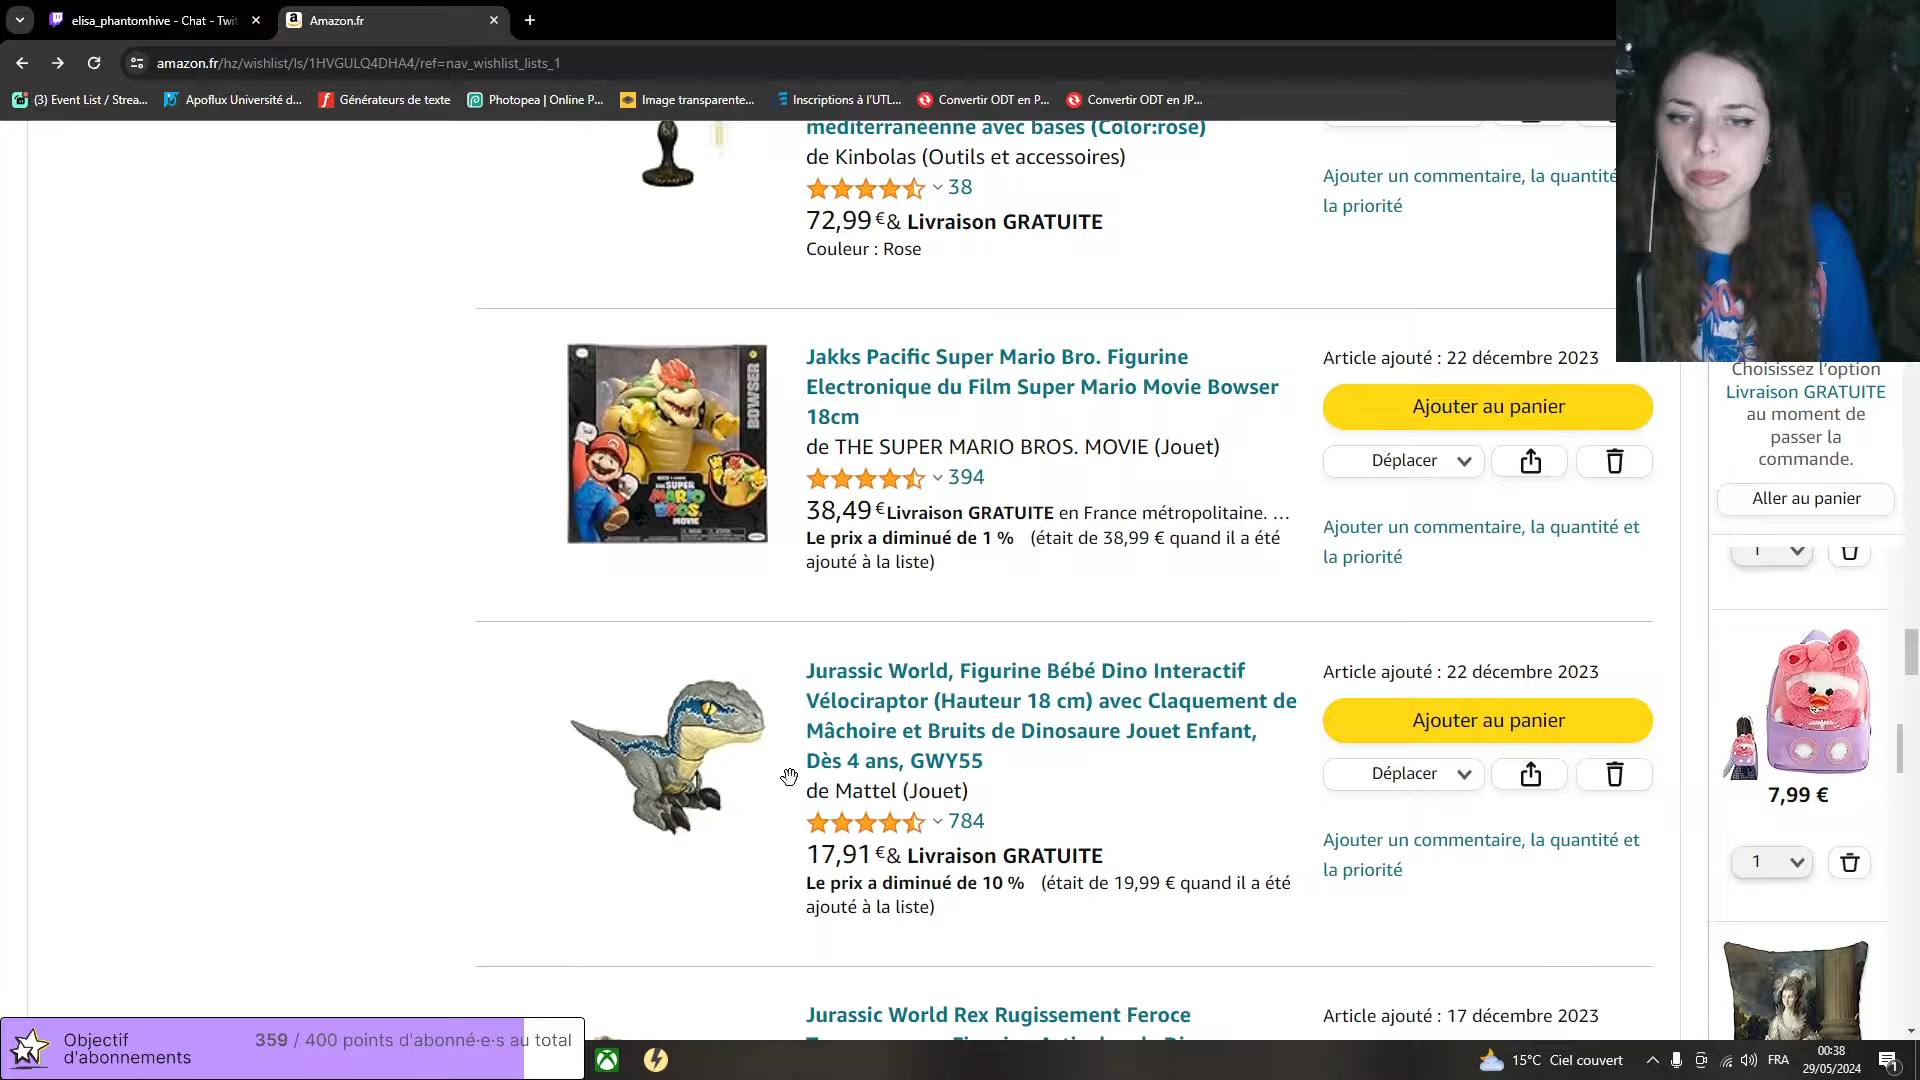 elisa_phantomhive - Chat - Twi
Amazon.fr
amazon.fr/hz/wishlist/ls/1HVGULQ4DHA4/ref=nav_wishlist_lists_1
(3) Event List / Strea...
Apoflux Université d...
Générateurs de texte
Photopea | Online P...
Image transparente...
Inscriptions à l'UTL...
Convertir ODT en P...
Convertir ODT en JP...
méditerranéenne avec bases (Color:rose)
de Kinbolas (Outils et accessoires)
38
72,99 € & Livraison GRATUITE
Couleur : Rose
Ajouter un commentaire, la quantité
la priorité
Jakks Pacific Super Mario Bro. Figurine
Electronique du Film Super Mario Movie Bowser
18cm
de THE SUPER MARIO BROS. MOVIE (Jouet)
394
38,49 € Livraison GRATUITE en France métropolitaine. ...
Le prix a diminué de 1 % (était de 38,99 € quand il a été
ajouté à la liste)
BOWSER
SUPER
MARIO
BROS.
MOVIE
Article ajouté : 22 décembre 2023
Ajouter au panier
Déplacer
Ajouter un commentaire, la quantité et
la priorité
Jurassic World, Figurine Bébé Dino Interactif
Vélociraptor (Hauteur 18 cm) avec Claquement de
Mâchoire et Bruits de Dinosaure Jouet Enfant,
Dès 4 ans, GWY55
de Mattel (Jouet)
784
17,91 € & Livraison GRATUITE
Le prix a diminué de 10 % (était de 19,99 € quand il a été
ajouté à la liste)
Article ajouté : 22 décembre 2023
Ajouter au panier
Déplacer
Ajouter un commentaire, la quantité et
la priorité
Jurassic World Rex Rugissement Feroce
Article ajouté : 17 décembre 2023
Choisissez l'option
Livraison GRATUITE
au moment de
passer la
commande.
Aller au panier
1
7,99 €
1
Objectif
d'abonnements
359 / 400 points d'abonné·e·s au total
15°C Ciel couvert
FRA
00:38
29/05/2024
1